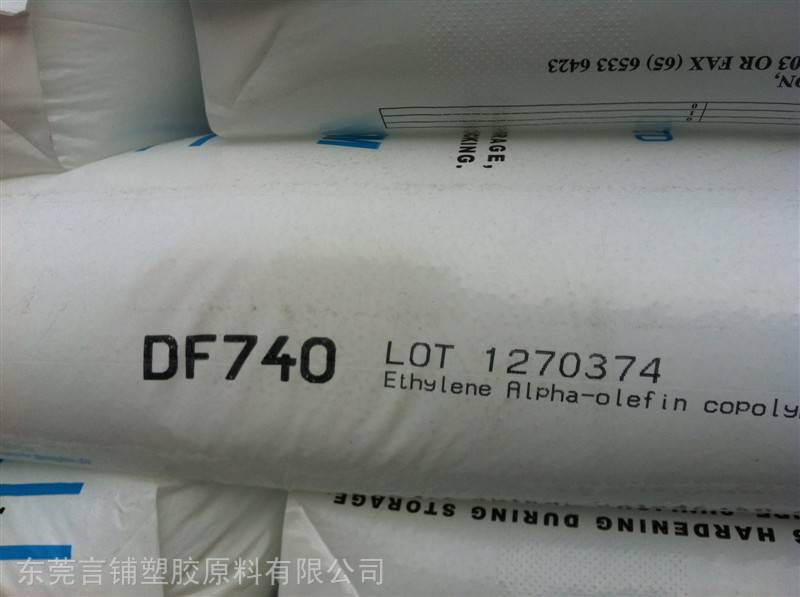 ON,
03 OR FAX (65) 6533 6423
RAGE,
KING,
DF740
LOT 1270374
Ethylene Alpha-olefin copoly
HARDENING DURING STORAGE
东莞言铺塑胶原料有限公司